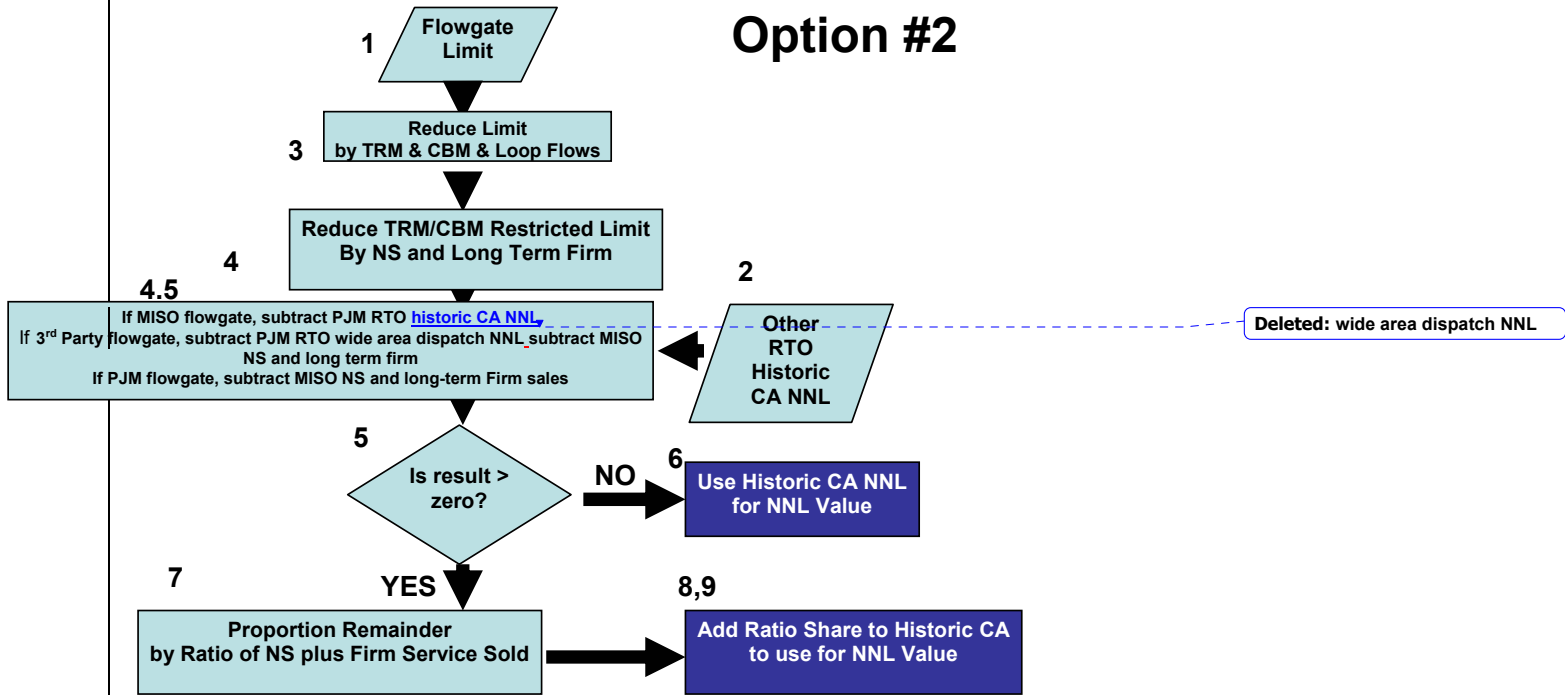 Option #2
1
Flowgate
Limit
3
Reduce Limit
by TRM & CBM & Loop Flows
4
Reduce TRM/CBM Restricted Limit
By NS and Long Term Firm
4.5
If MISO flowgate, subtract PJM RTO historic CA NNL
If 3rd Party flowgate, subtract PJM RTO wide area dispatch NNL subtract MISO
NS and long term firm
If PJM flowgate, subtract MISO NS and long-term Firm sales
2
Other
RTO
Historic
CA NNL
Deleted: wide area dispatch NNL
5
Is result >
zero?
NO
6
Use Historic CA NNL
for NNL Value
YES
7
Proportion Remainder
by Ratio of NS plus Firm Service Sold
8,9
Add Ratio Share to Historic CA
to use for NNL Value